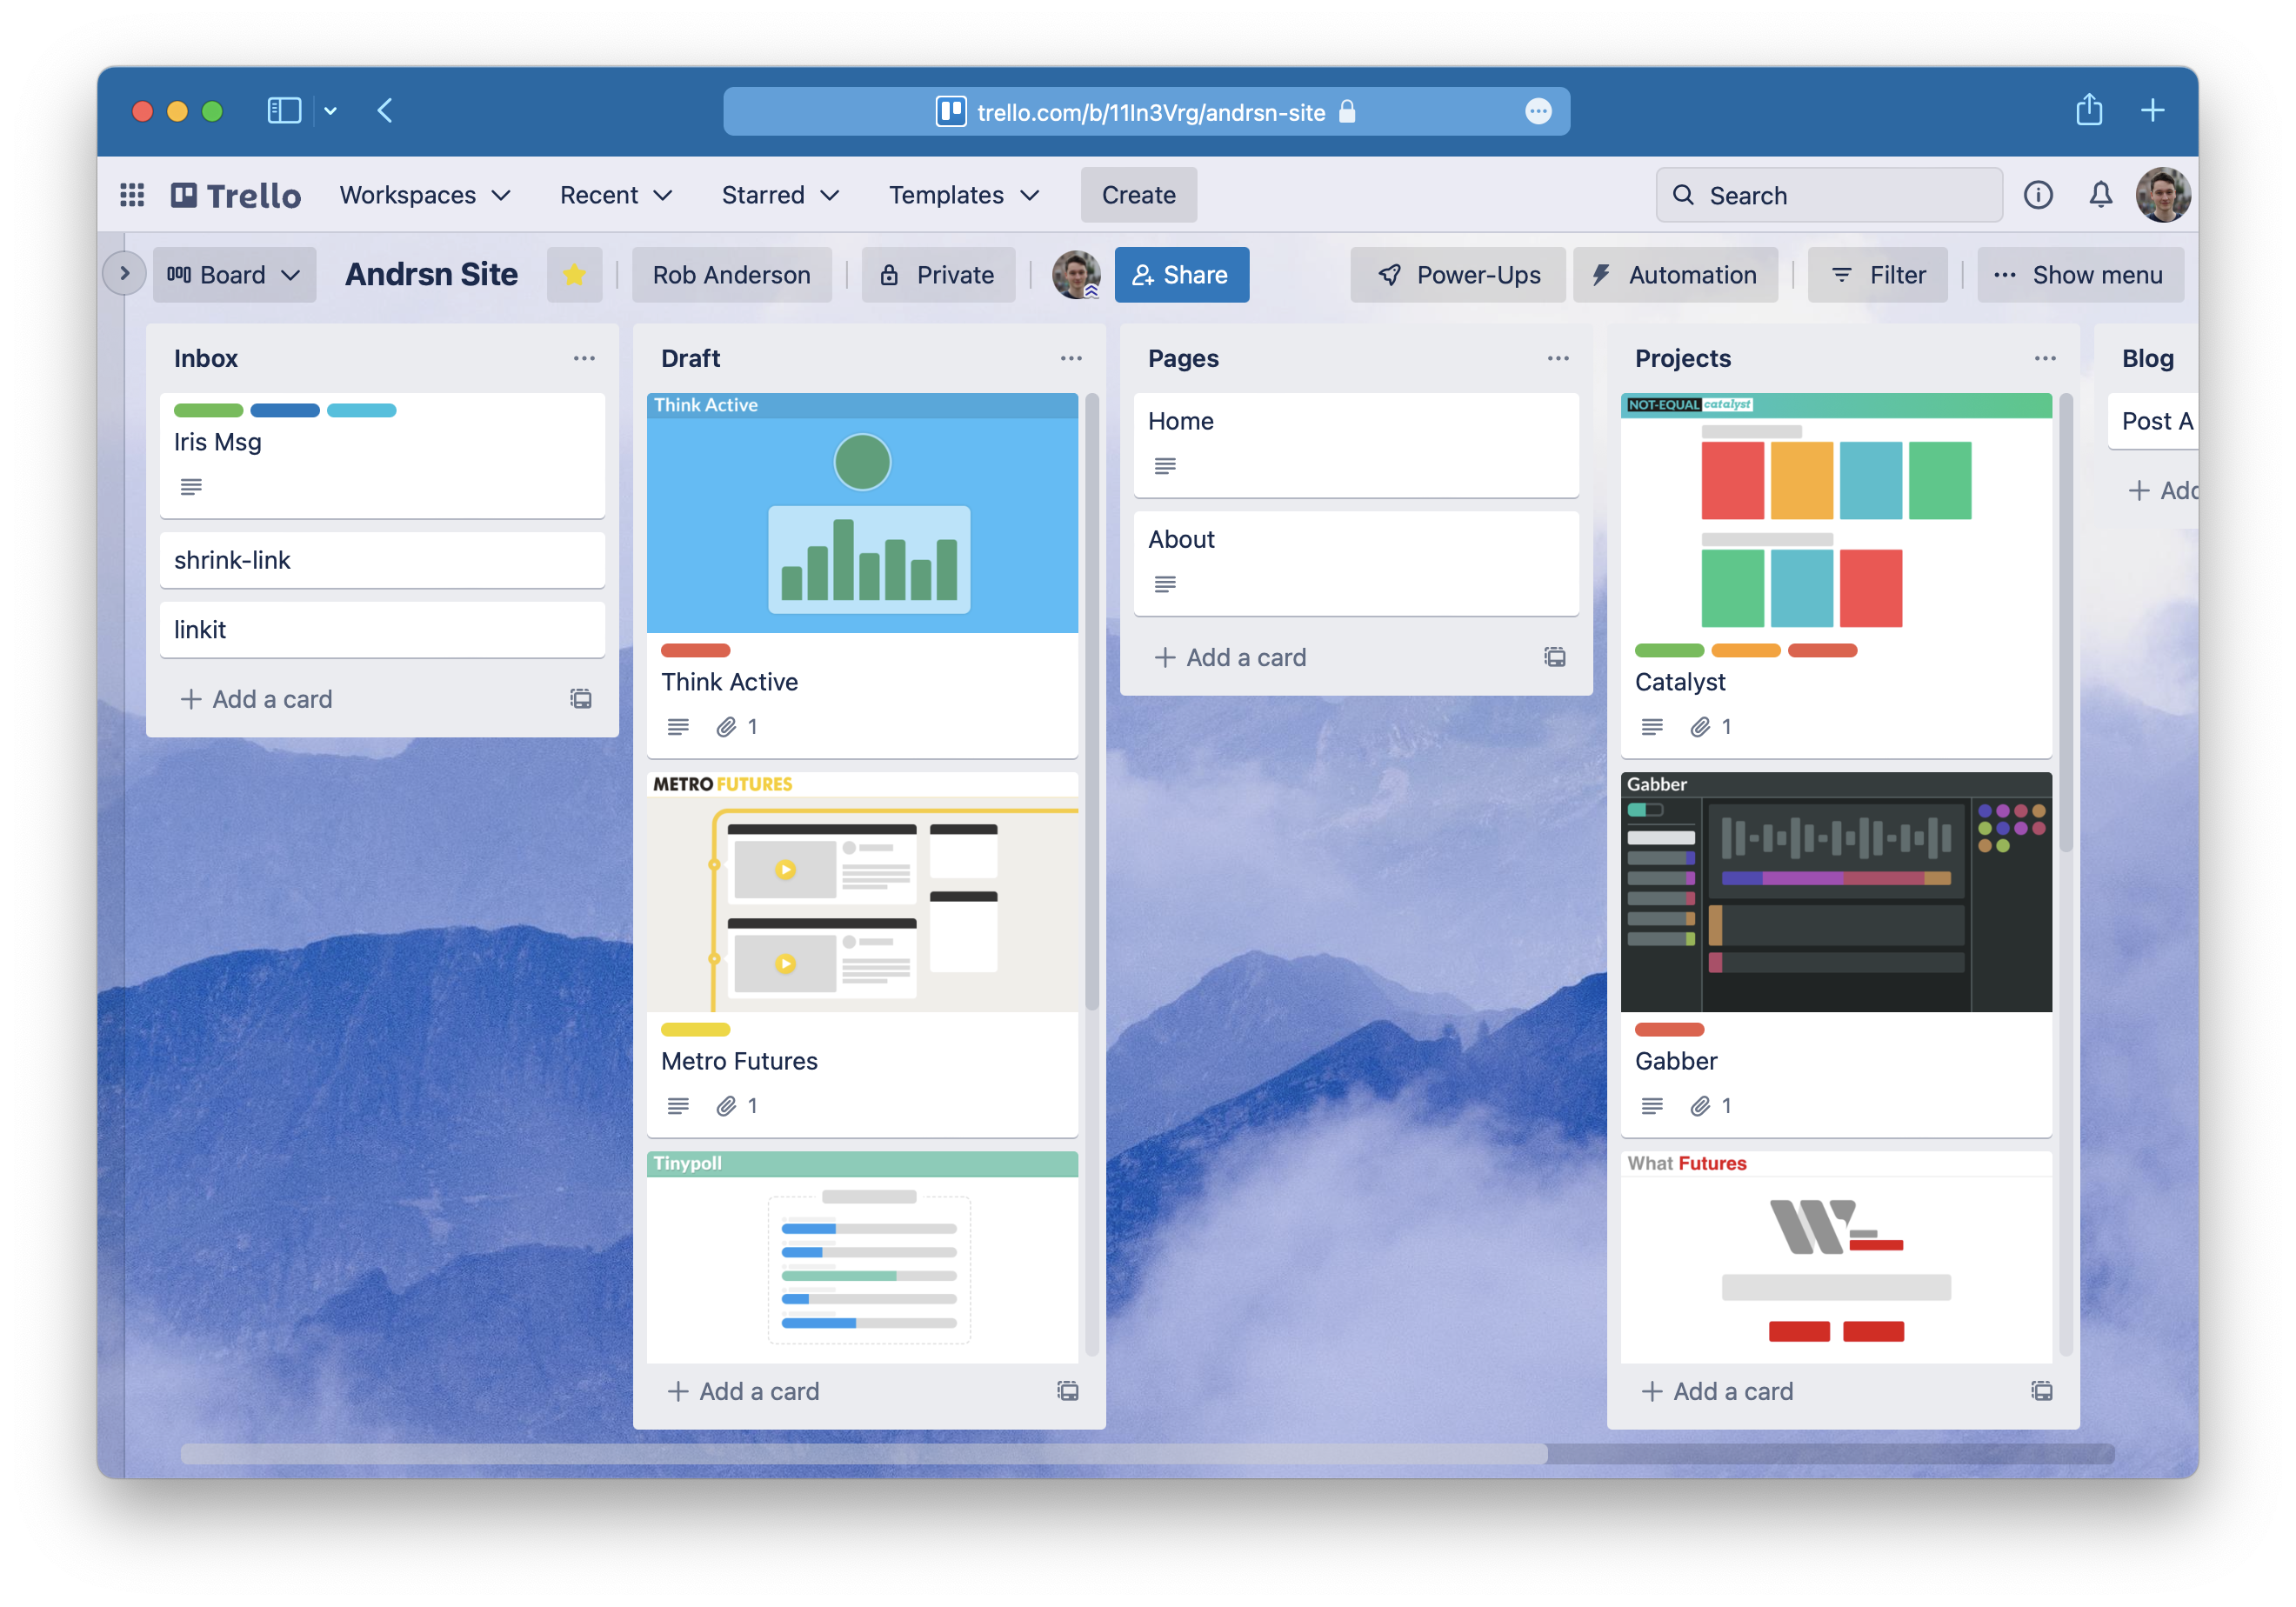 trello.com/b/11In3Vrg/andrsn-site
Trello Workspaces Recent Starred Templates Create Search
Board Andrsn Site Rob Anderson Private Share Power-Ups Automation Filter Show menu
Inbox
Iris Msg
shrink-link
linkit
Add a card
Draft
Think Active
Think Active
1
METRO FUTURES
Metro Futures
1
Tinypoll
Add a card
Pages
Home
About
Add a card
Projects
NOT-EQUAL catalyst
Catalyst
1
Gabber
Gabber
1
What Futures
Add a card
Blog
Post A
Add